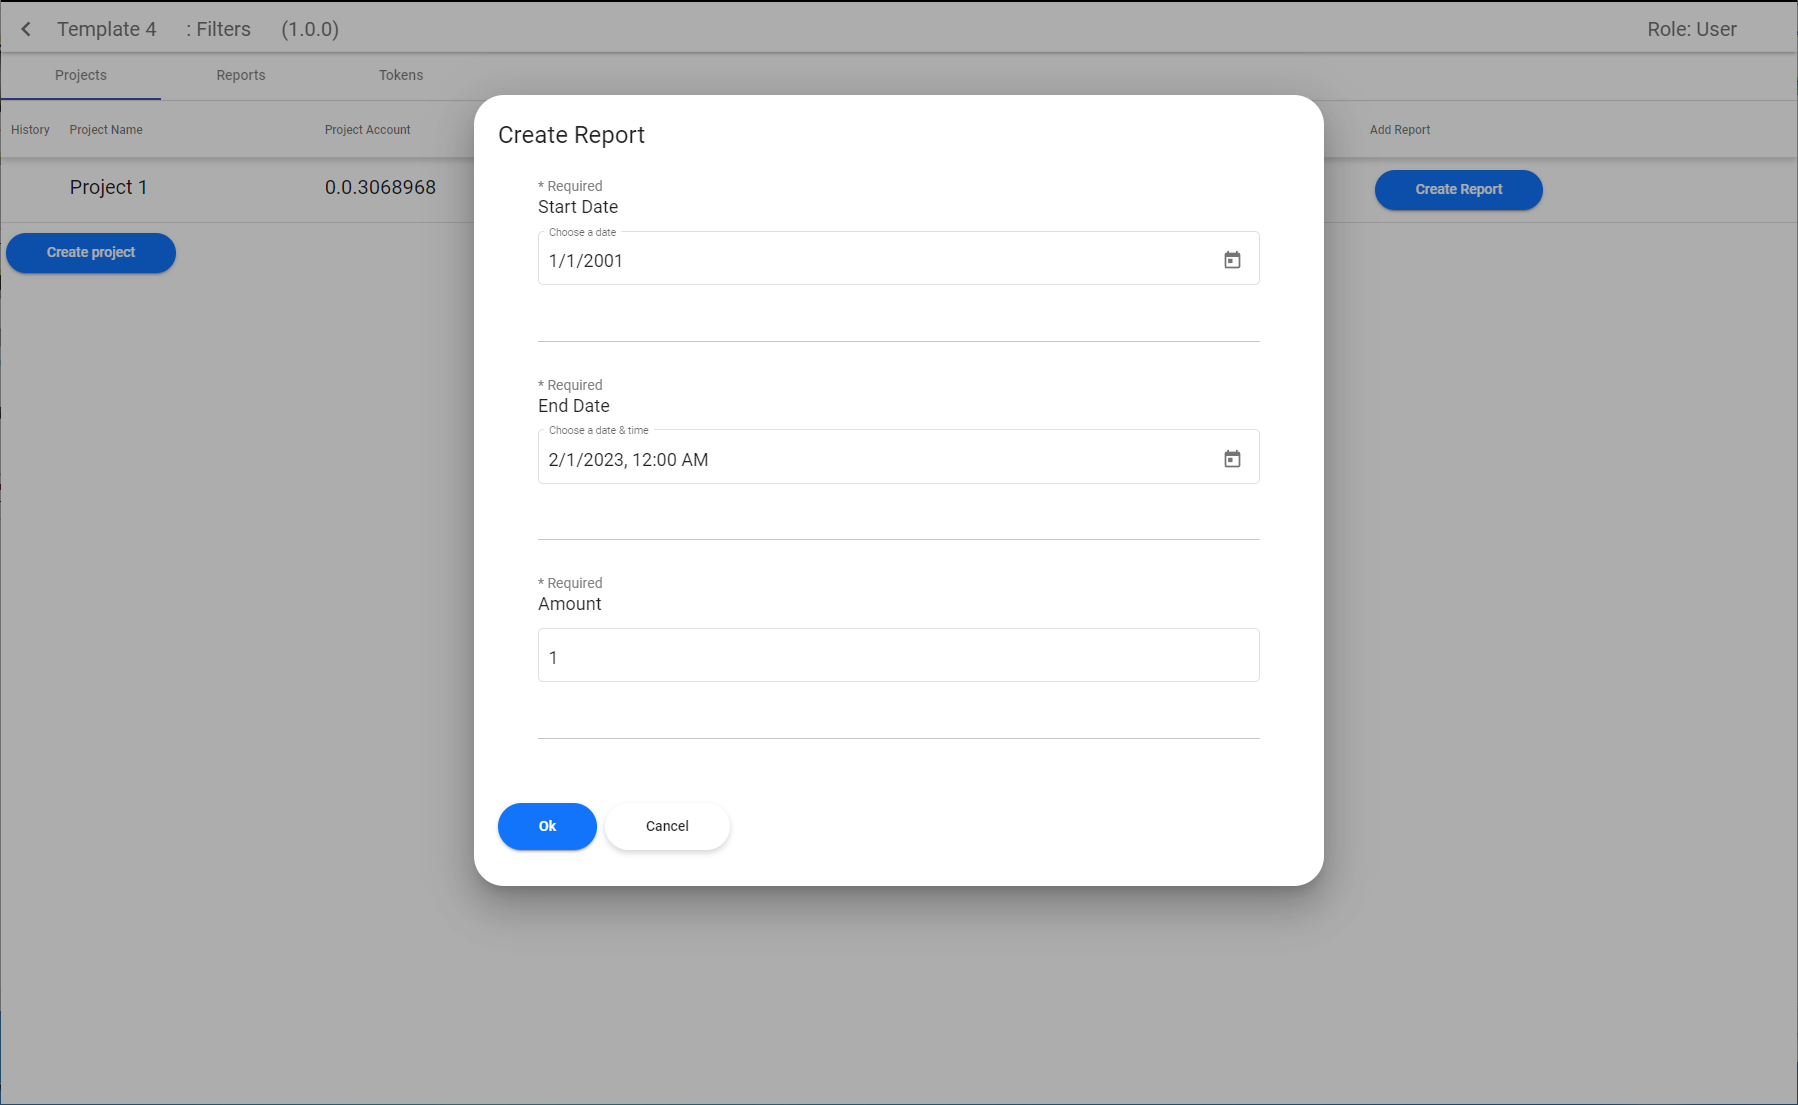 Template 4 : Filters (1.0.0) Role: User
Projects Reports Tokens
History Project Name Project Account Add Report
Project 1 0.0.3068968 Create Report
Create project
Create Report
* Required
Start Date
Choose a date
1/1/2001
* Required
End Date
Choose a date & time
2/1/2023, 12:00 AM
* Required
Amount
1
Ok Cancel